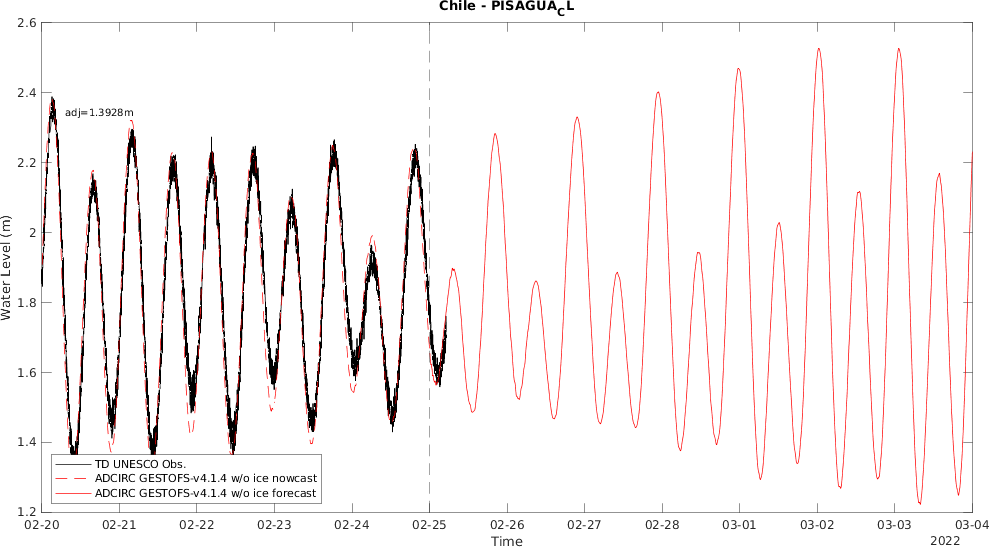 Chile - PISAGUA_CL
2.6
2.4
2.2
2
1.8
1.6
1.4
1.2
Water Level (m)
adj=1.3928m
TD UNESCO Obs.
ADCIRC GESTOFS-v4.1.4 w/o ice nowcast
ADCIRC GESTOFS-v4.1.4 w/o ice forecast
02-20 02-21 02-22 02-23 02-24 02-25 02-26 02-27 02-28 03-01 03-02 03-03 03-04
Time
2022